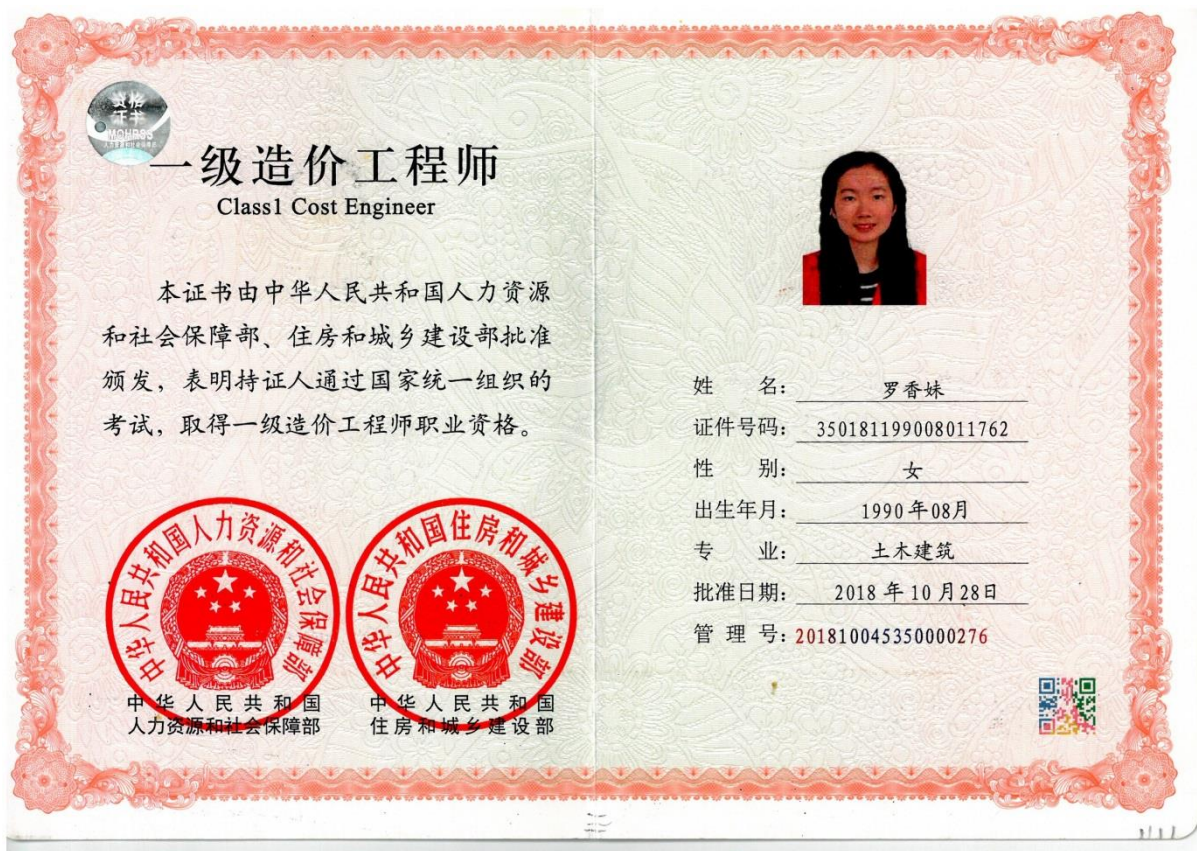 资格
证书
MOHRSS
一级造价工程师
Class1 Cost Engineer
本证书由中华人民共和国人力资源
和社会保障部、住房和城乡建设部批准
颁发，表明持证人通过国家统一组织的
考试，取得一级造价工程师职业资格。
中华人民共和国人力资源和社会保障部
中华人民共和国住房和城乡建设部
中华人民共和国
人力资源和社会保障部
中华人民共和国
住房和城乡建设部
姓 名： 罗香妹
证件号码： 350181199008011762
性 别： 女
出生年月： 1990年08月
专 业： 土木建筑
批准日期： 2018年10月28日
管 理 号：201810045350000276